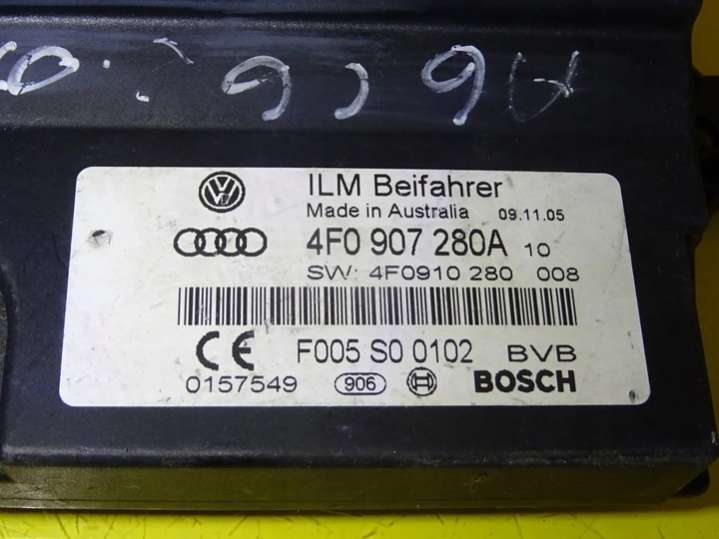 ILM Beifahrer
Made in Australia 09.11.05
4F0 907 280A 10
SW: 4F0910 280 008
CE F005 S0 0102 BVB
0157549 906 BOSCH